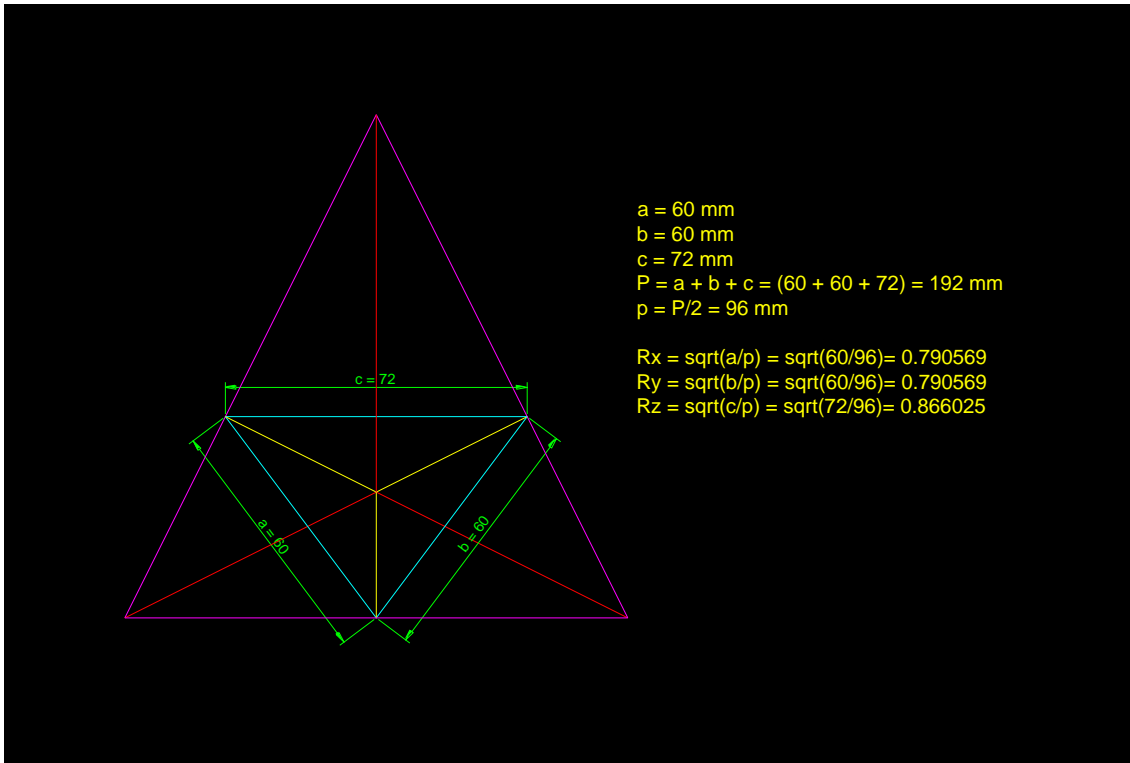 c = 72
a = 60
b = 60
a = 60 mm
b = 60 mm
c = 72 mm
P = a + b + c = (60 + 60 + 72) = 192 mm
p = P/2 = 96 mm
Rx = sqrt(a/p) = sqrt(60/96)= 0.790569
Ry = sqrt(b/p) = sqrt(60/96)= 0.790569
Rz = sqrt(c/p) = sqrt(72/96)= 0.866025